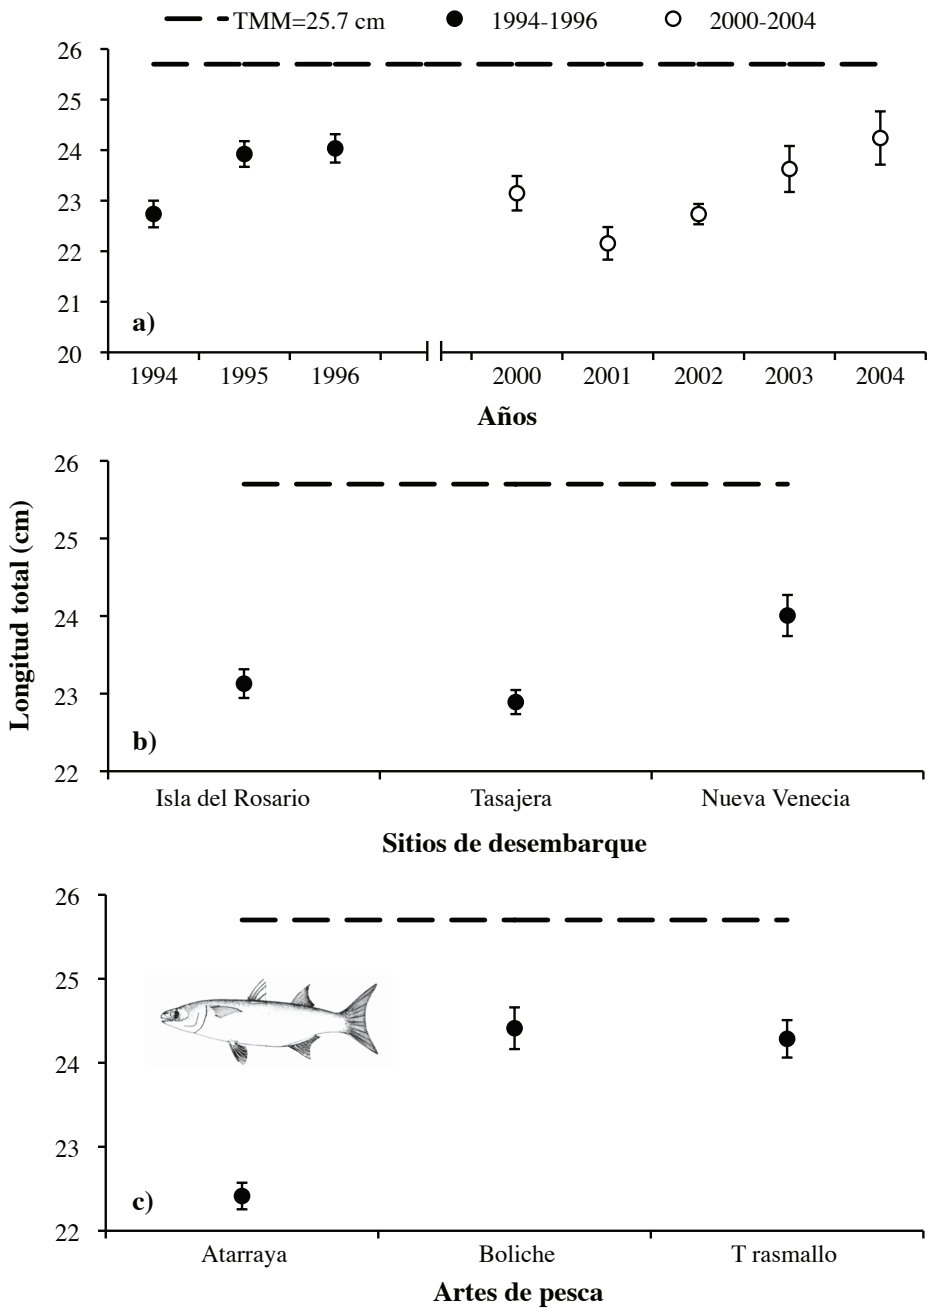 TMM=25.7 cm 1994-1996 2000-2004
26
25
24
23
22
21
20
a)
1994 1995 1996 2000 2001 2002 2003 2004
Años
Longitud total (cm)
26
25
24
23
22
b)
Isla del Rosario Tasajera Nueva Venecia
Sitios de desembarque
26
25
24
23
22
c)
Atarraya Boliche T rasmallo
Artes de pesca